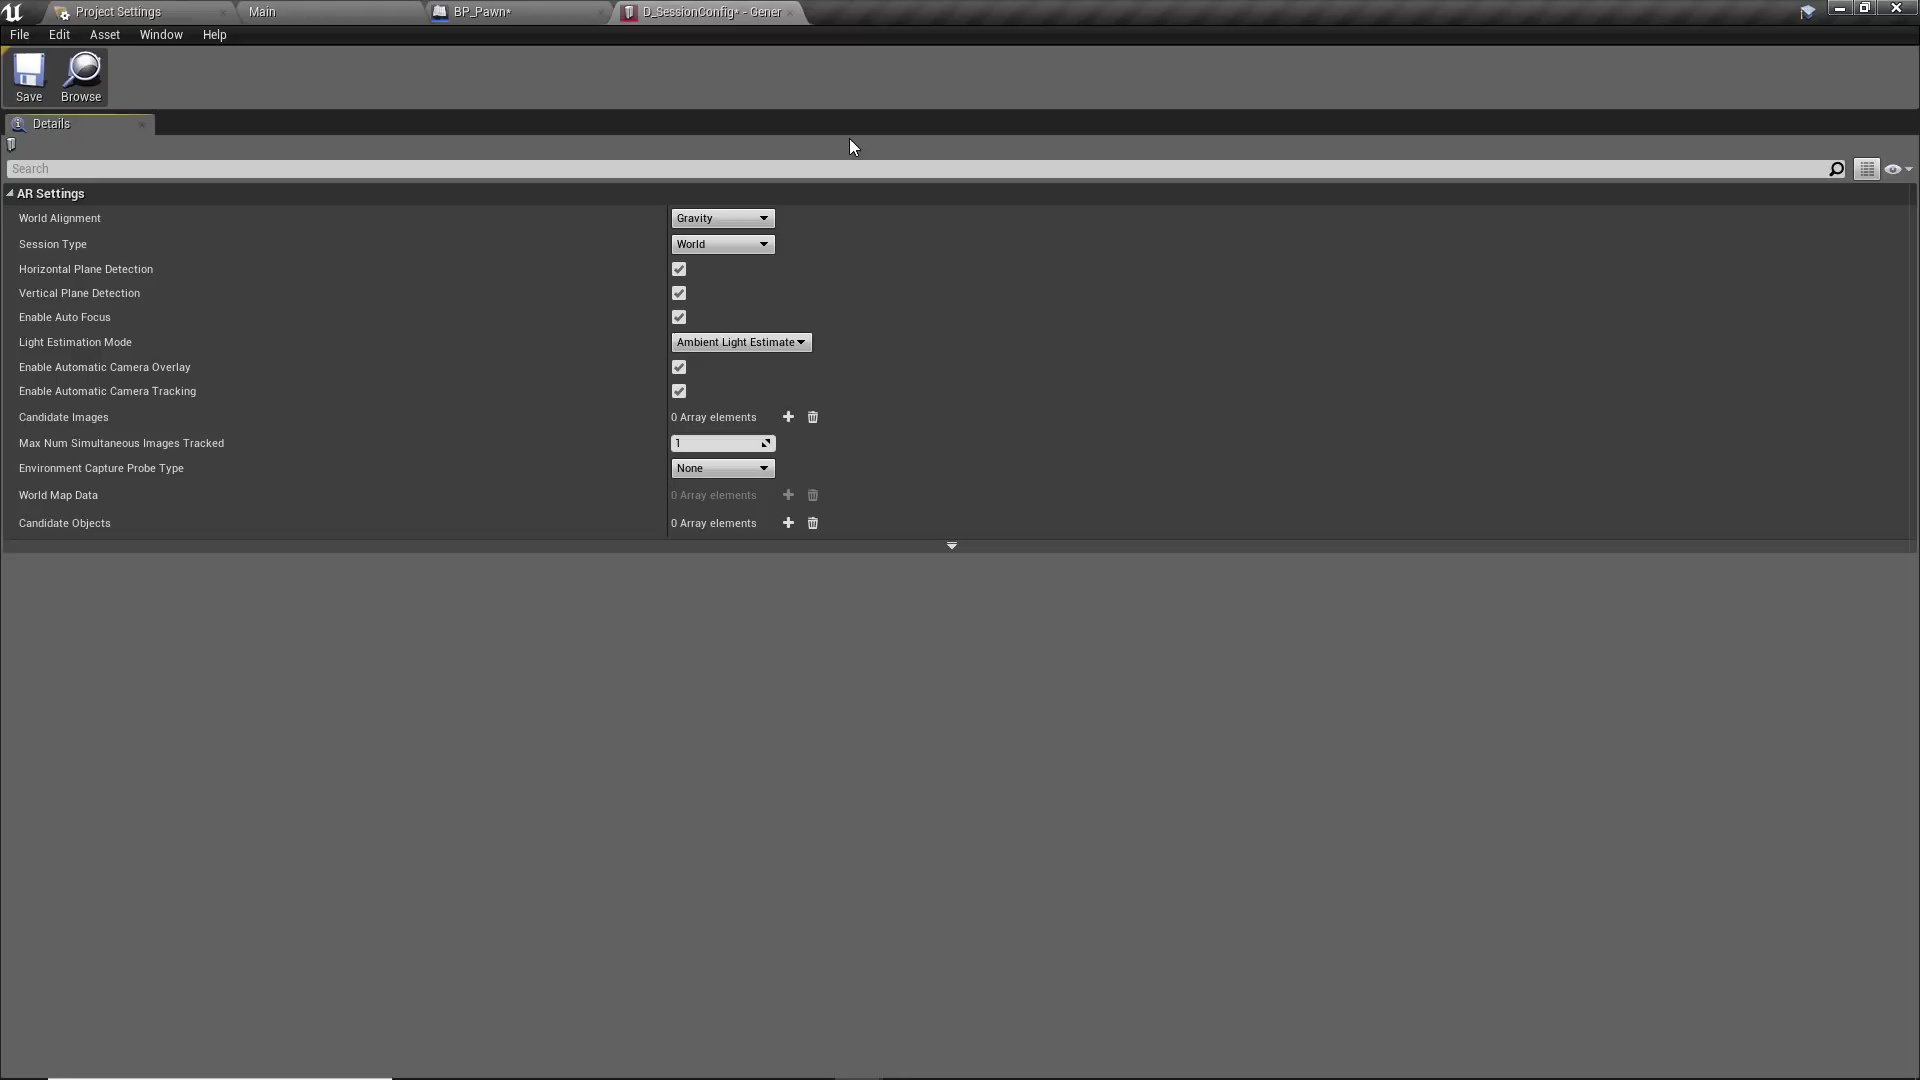 Project Settings
Main
BP_Pawn*
D_SessionConfig* - Gener
File
Edit
Asset
Window
Help
Save
Browse
Details
Search
AR Settings
World Alignment
Gravity
Session Type
World
Horizontal Plane Detection
Vertical Plane Detection
Enable Auto Focus
Light Estimation Mode
Ambient Light Estimate
Enable Automatic Camera Overlay
Enable Automatic Camera Tracking
Candidate Images
0 Array elements
Max Num Simultaneous Images Tracked
1
Environment Capture Probe Type
None
World Map Data
0 Array elements
Candidate Objects
0 Array elements